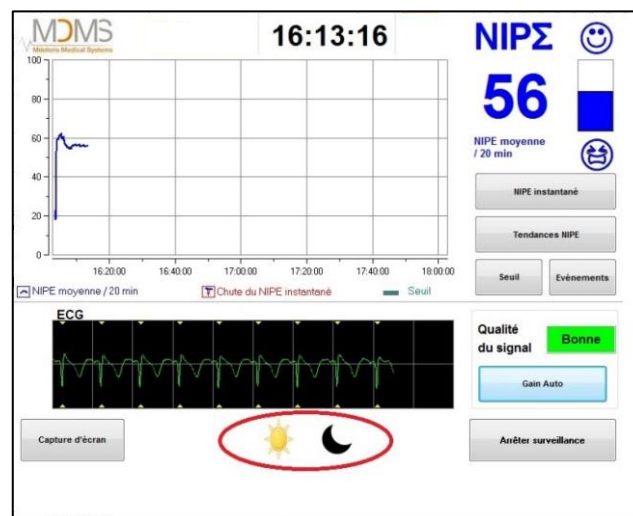 MDMS
Mdoloris Medical Systems
16:13:16
NIPΣ
56
NIPE moyenne
/ 20 min
100
80
60
40
20
0
16:20:00 16:40:00 17:00:00 17:20:00 17:40:00 18:00:00
NIPE moyenne / 20 min Chute du NIPE instantané Seuil
NIPE instantané
Tendances NIPE
Seuil Evènements
ECG
Qualité
du signal
Bonne
Gain Auto
Capture d'écran
Arrêter surveillance